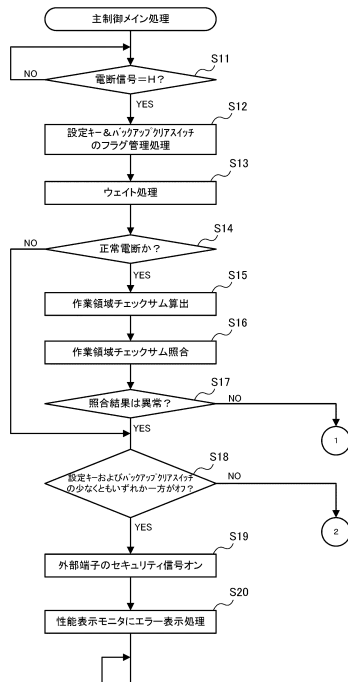 主制御メイン処理
S11
NO
電断信号＝H？
YES
S12
設定キー＆バックアップクリアスイッチ
のフラグ管理処理
S13
ウェイト処理
S14
NO
正常電断か？
YES
S15
作業領域チェックサム算出
S16
作業領域チェックサム照合
S17
照合結果は異常？
NO
YES
1
S18
設定キーおよびバックアップクリアスイッチ
の少なくともいずれか一方がオフ？
NO
YES
2
S19
外部端子のセキュリティ信号オン
S20
性能表示モニタにエラー表示処理